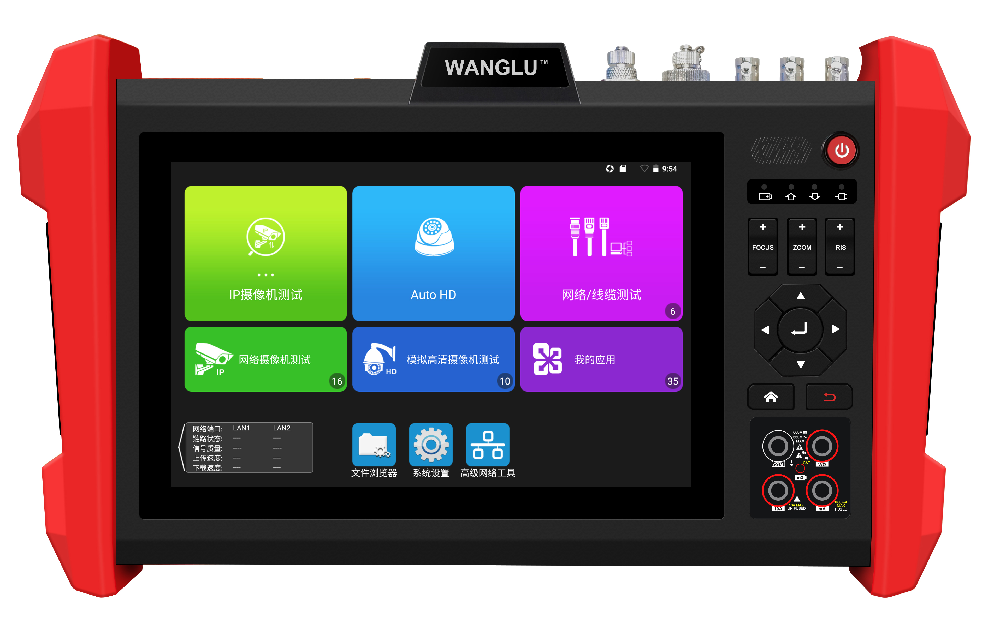 WANGLU™
9:54
IP
IP摄像机测试
Auto HD
网络/线缆测试
6
IP
网络摄像机测试
16
HD
模拟高清摄像机测试
10
我的应用
35
网络端口: LAN1 LAN2
链路状态: ---- ----
信号质量: ---- ----
上传速度: ---- ----
下载速度: ---- ----
文件浏览器
系统设置
高级网络工具
+ + +
FOCUS ZOOM IRIS
− − −
660V
660V
MAX
COM
CAT II
V/Ω
mΩ
10A
10A MAX
UN FUSED
mA
660mA
MAX
FUSED